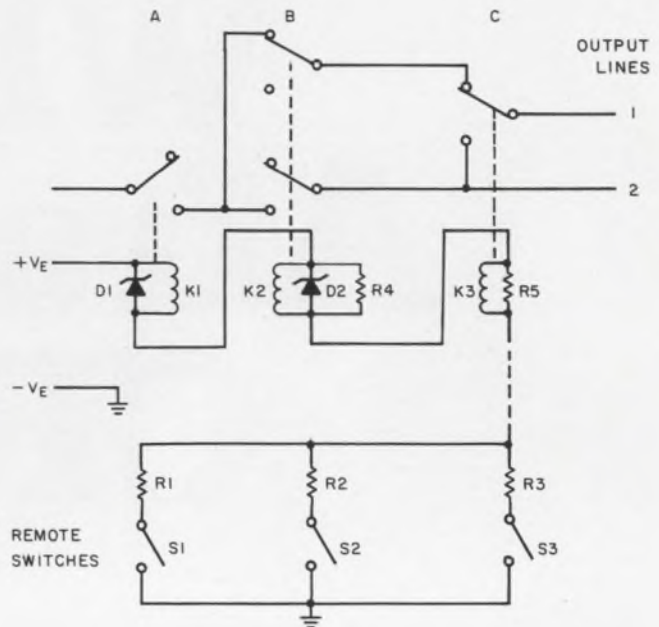 A B C
OUTPUT
LINES
1
2
+VE
D1 K1 K2 D2 R4 K3 R5
-VE
R1 R2 R3
REMOTE
SWITCHES
S1 S2 S3